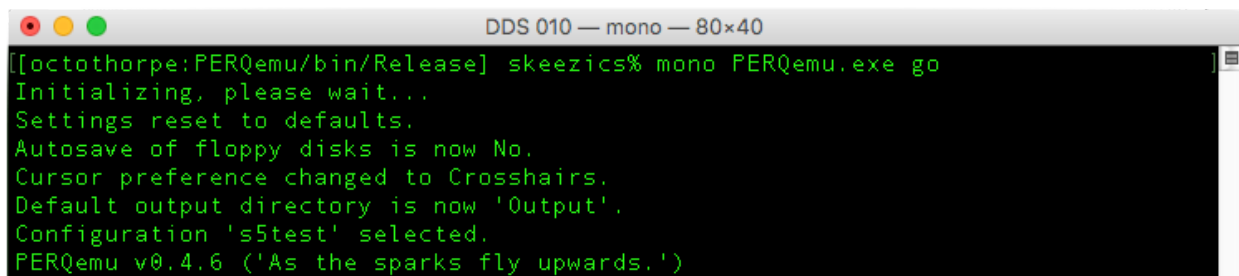 DDS 010 — mono — 80×40
[[octothorpe:PERQemu/bin/Release] skeezics% mono PERQemu.exe go ]
Initializing, please wait...
Settings reset to defaults.
Autosave of floppy disks is now No.
Cursor preference changed to Crosshairs.
Default output directory is now 'Output'.
Configuration 's5test' selected.
PERQemu v0.4.6 ('As the sparks fly upwards.')